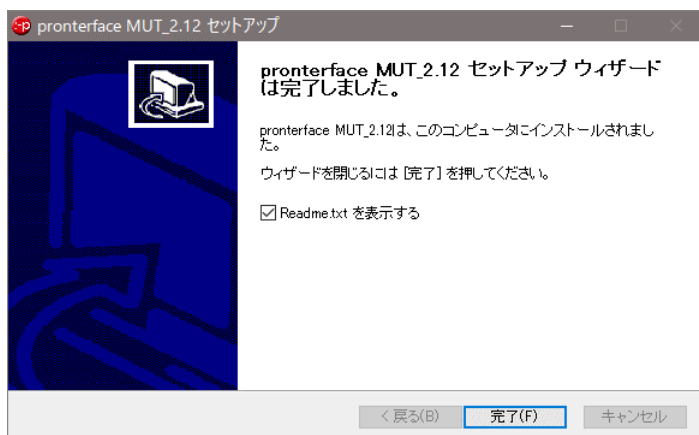 pronterface MUT_2.12 セットアップ
pronterface MUT_2.12 セットアップ ウィザード
は完了しました。
pronterface MUT_2.12は、このコンピュータにインストールされまし
た。
ウィザードを閉じるには [完了] を押してください。
Readme.txt を表示する
< 戻る(B) 完了(F) キャンセル